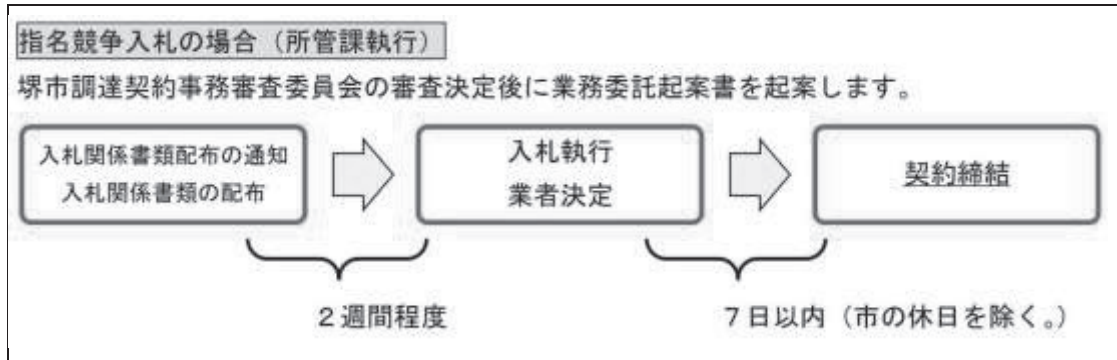 指名競争入札の場合（所管課執行）
堺市調達契約事務審査委員会の審査決定後に業務委託起案書を起案します。
入札関係書類配布の通知
入札関係書類の配布
入札執行
業者決定
契約締結
２週間程度
７日以内（市の休日を除く。）